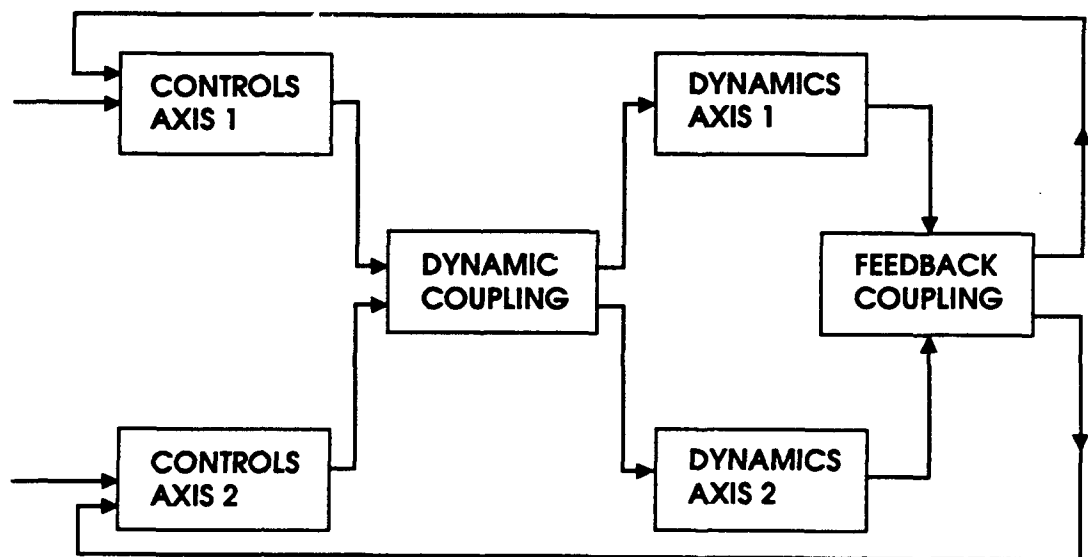 CONTROLS
AXIS 1
DYNAMICS
AXIS 1
DYNAMIC
COUPLING
FEEDBACK
COUPLING
CONTROLS
AXIS 2
DYNAMICS
AXIS 2